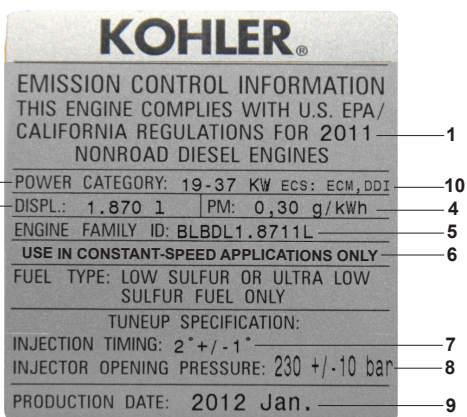 KOHLER®
EMISSION CONTROL INFORMATION
THIS ENGINE COMPLIES WITH U.S. EPA/
CALIFORNIA REGULATIONS FOR 2011 1
NONROAD DIESEL ENGINES
POWER CATEGORY: 19-37 KW ECS: ECM,DDI 10
DISPL.: 1.870 l PM: 0,30 g/KWh 4
ENGINE FAMILY ID: BLBDL1.8711L 5
USE IN CONSTANT-SPEED APPLICATIONS ONLY 6
FUEL TYPE: LOW SULFUR OR ULTRA LOW
SULFUR FUEL ONLY
TUNEUP SPECIFICATION:
INJECTION TIMING: 2°+/-1° 7
INJECTOR OPENING PRESSURE: 230 +/-10 bar 8
PRODUCTION DATE: 2012 Jan. 9